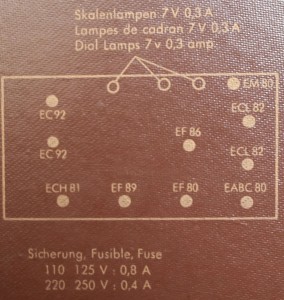 Skalenlampen 7 V 0,3 A
Lampes de cadran 7 V 0,3 A
Dial Lamps 7 v 0,3 amp.
EM 80
EC 92
ECL 82
EC 92
EF 86
ECL 82
ECH 81
EF 89
EF 80
EABC 80
Sicherung, Fusible, Fuse
110 125 V : 0,8 A
220 250 V : 0,4 A